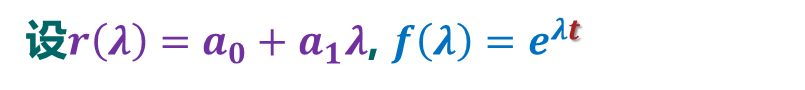 设r(λ) = a₀ + a₁λ, f(λ) = e^{λt}